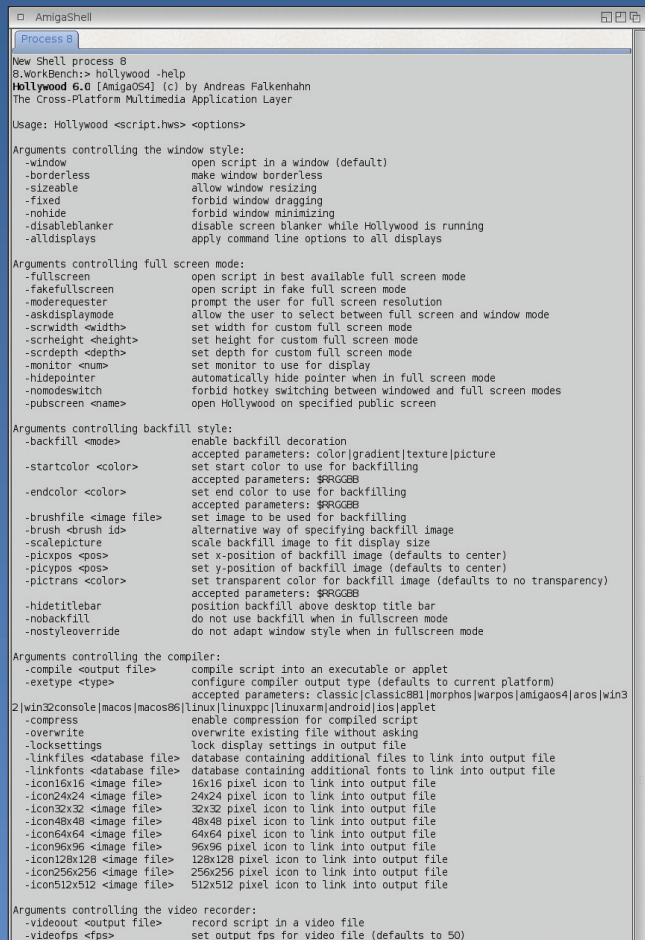 AmigaShell
Process 8
New Shell process 8
8.WorkBench:> hollywood -help
Hollywood 6.0 [AmigaOS4] (c) by Andreas Falkenhahn
The Cross-Platform Multimedia Application Layer
Usage: Hollywood <script.hws> <options>
Arguments controlling the window style:
-window open script in a window (default)
-borderless make window borderless
-sizeable allow window resizing
-fixed forbid window dragging
-nohide forbid window minimizing
-disableblanker disable screen blanker while Hollywood is running
-alldisplays apply command line options to all displays
Arguments controlling full screen mode:
-fullscreen open script in best available full screen mode
-fakefullscreen open script in fake full screen mode
-moderequester prompt the user for full screen resolution
-askdisplaymode allow the user to select between full screen and window mode
-scrwidth <width> set width for custom full screen mode
-scrheight <height> set height for custom full screen mode
-scrdepth <depth> set depth for custom full screen mode
-monitor <num> set monitor to use for display
-hidepointer automatically hide pointer when in full screen mode
-nomodeswitch forbid hotkey switching between windowed and full screen modes
-pubscreen <name> open Hollywood on specified public screen
Arguments controlling backfill style:
-backfill <mode> enable backfill decoration
accepted parameters: color|gradient|texture|picture
-startcolor <color> set start color to use for backfilling
accepted parameters: $RRGGBB
-endcolor <color> set end color to use for backfilling
accepted parameters: $RRGGBB
-brushfile <image file> set image to be used for backfilling
-brush <brush id> alternative way of specifying backfill image
-scalepicture scale backfill image to fit display size
-picxpos <pos> set x-position of backfill image (defaults to center)
-picypos <pos> set y-position of backfill image (defaults to center)
-pictrans <color> set transparent color for backfill image (defaults to no transparency)
accepted parameters: $RRGGBB
-hidetitlebar position backfill above desktop title bar
-nobackfill do not use backfill when in fullscreen mode
-nostyleoverride do not adapt window style when in fullscreen mode
Arguments controlling the compiler:
-compile <output file> compile script into an executable or applet
-exetype <type> configure compiler output type (defaults to current platform)
accepted parameters: classic|classic881|morphos|warpos|amigaos4|aros|win3
2|win32console|macos|macos86|linux|linuxppc|linuxarm|android|ios|applet
-compress enable compression for compiled script
-overwrite overwrite existing file without asking
-locksettings lock display settings in output file
-linkfiles <database file> database containing additional files to link into output file
-linkfonts <database file> database containing additional fonts to link into output file
-icon16x16 <image file> 16x16 pixel icon to link into output file
-icon24x24 <image file> 24x24 pixel icon to link into output file
-icon32x32 <image file> 32x32 pixel icon to link into output file
-icon48x48 <image file> 48x48 pixel icon to link into output file
-icon64x64 <image file> 64x64 pixel icon to link into output file
-icon96x96 <image file> 96x96 pixel icon to link into output file
-icon128x128 <image file> 128x128 pixel icon to link into output file
-icon256x256 <image file> 256x256 pixel icon to link into output file
-icon512x512 <image file> 512x512 pixel icon to link into output file
Arguments controlling the video recorder:
-videoout <output file> record script in a video file
-videofps <fps> set output fps for video file (defaults to 50)